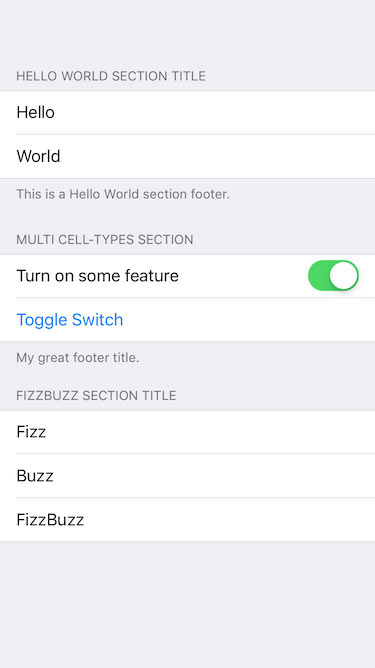 HELLO WORLD SECTION TITLE
Hello
World
This is a Hello World section footer.
MULTI CELL-TYPES SECTION
Turn on some feature
Toggle Switch
My great footer title.
FIZZBUZZ SECTION TITLE
Fizz
Buzz
FizzBuzz